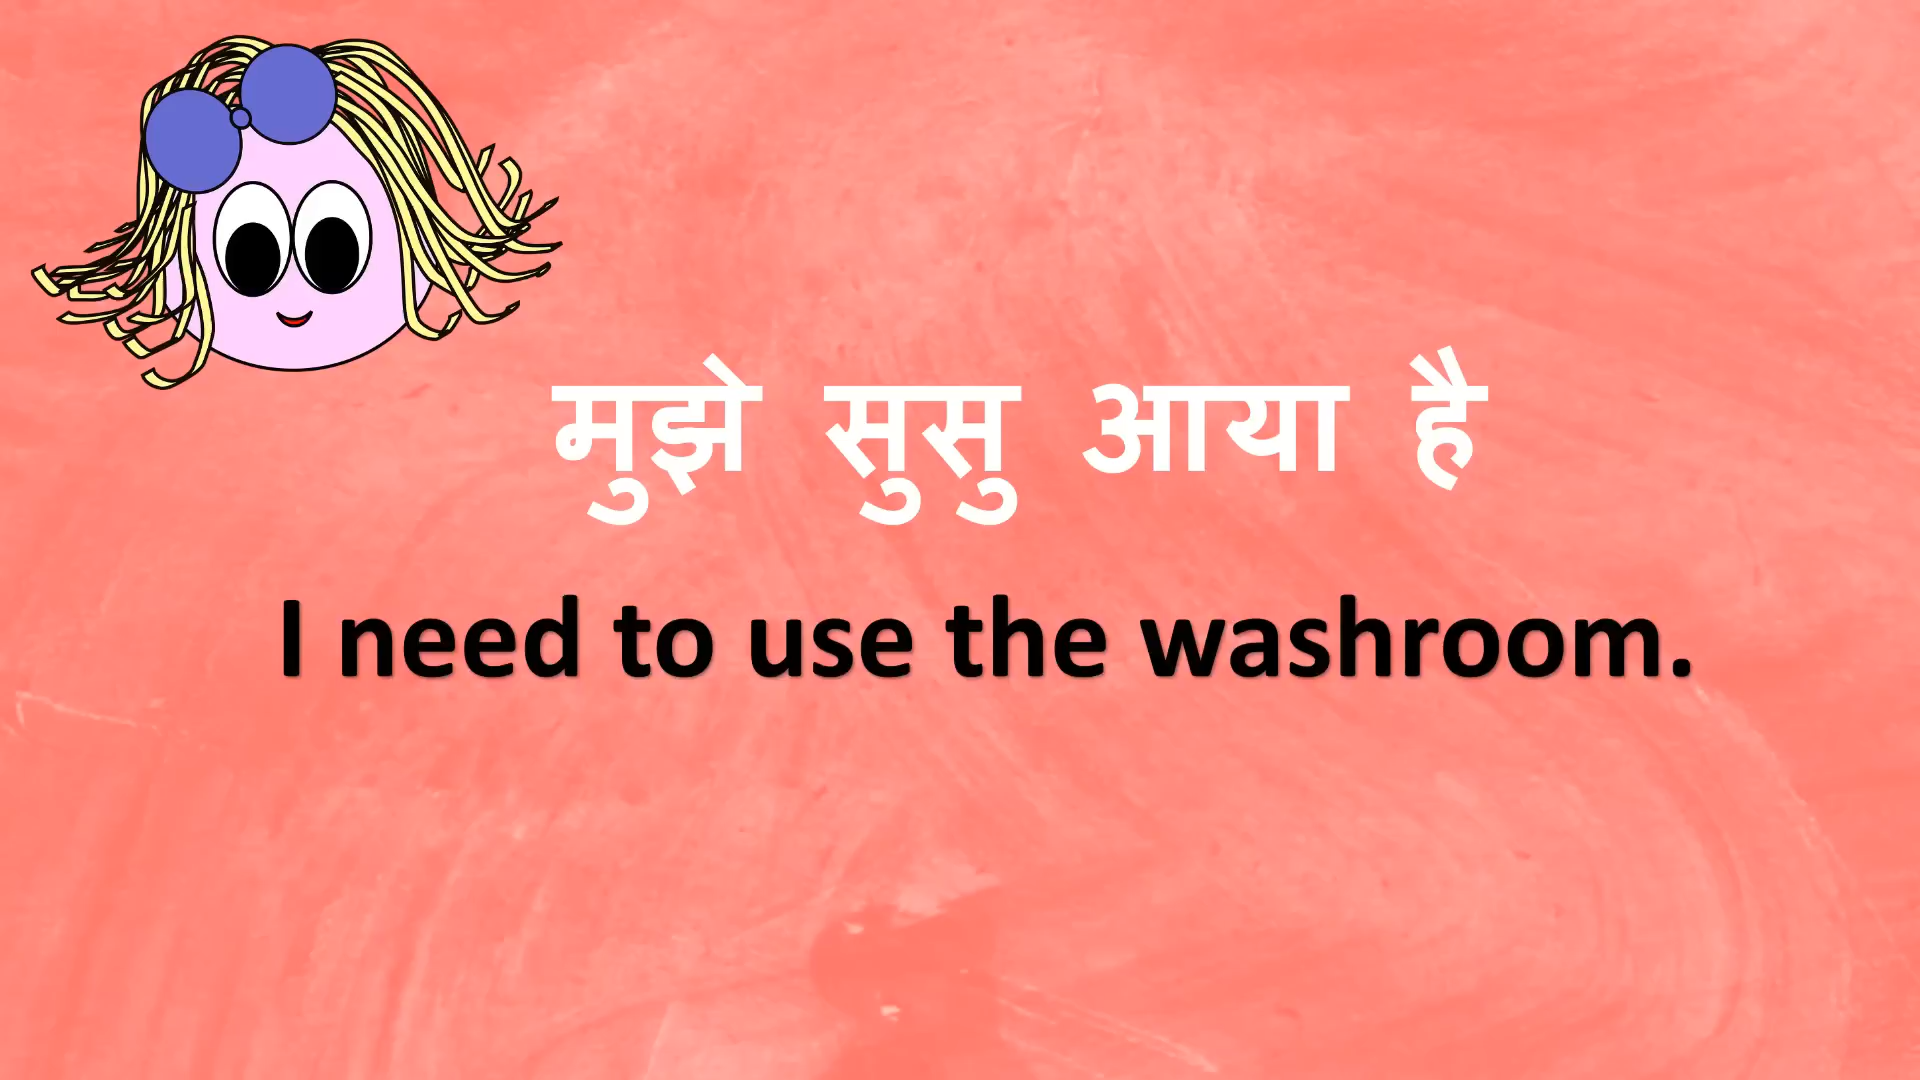 मुझे सुसु आया है
I need to use the washroom.